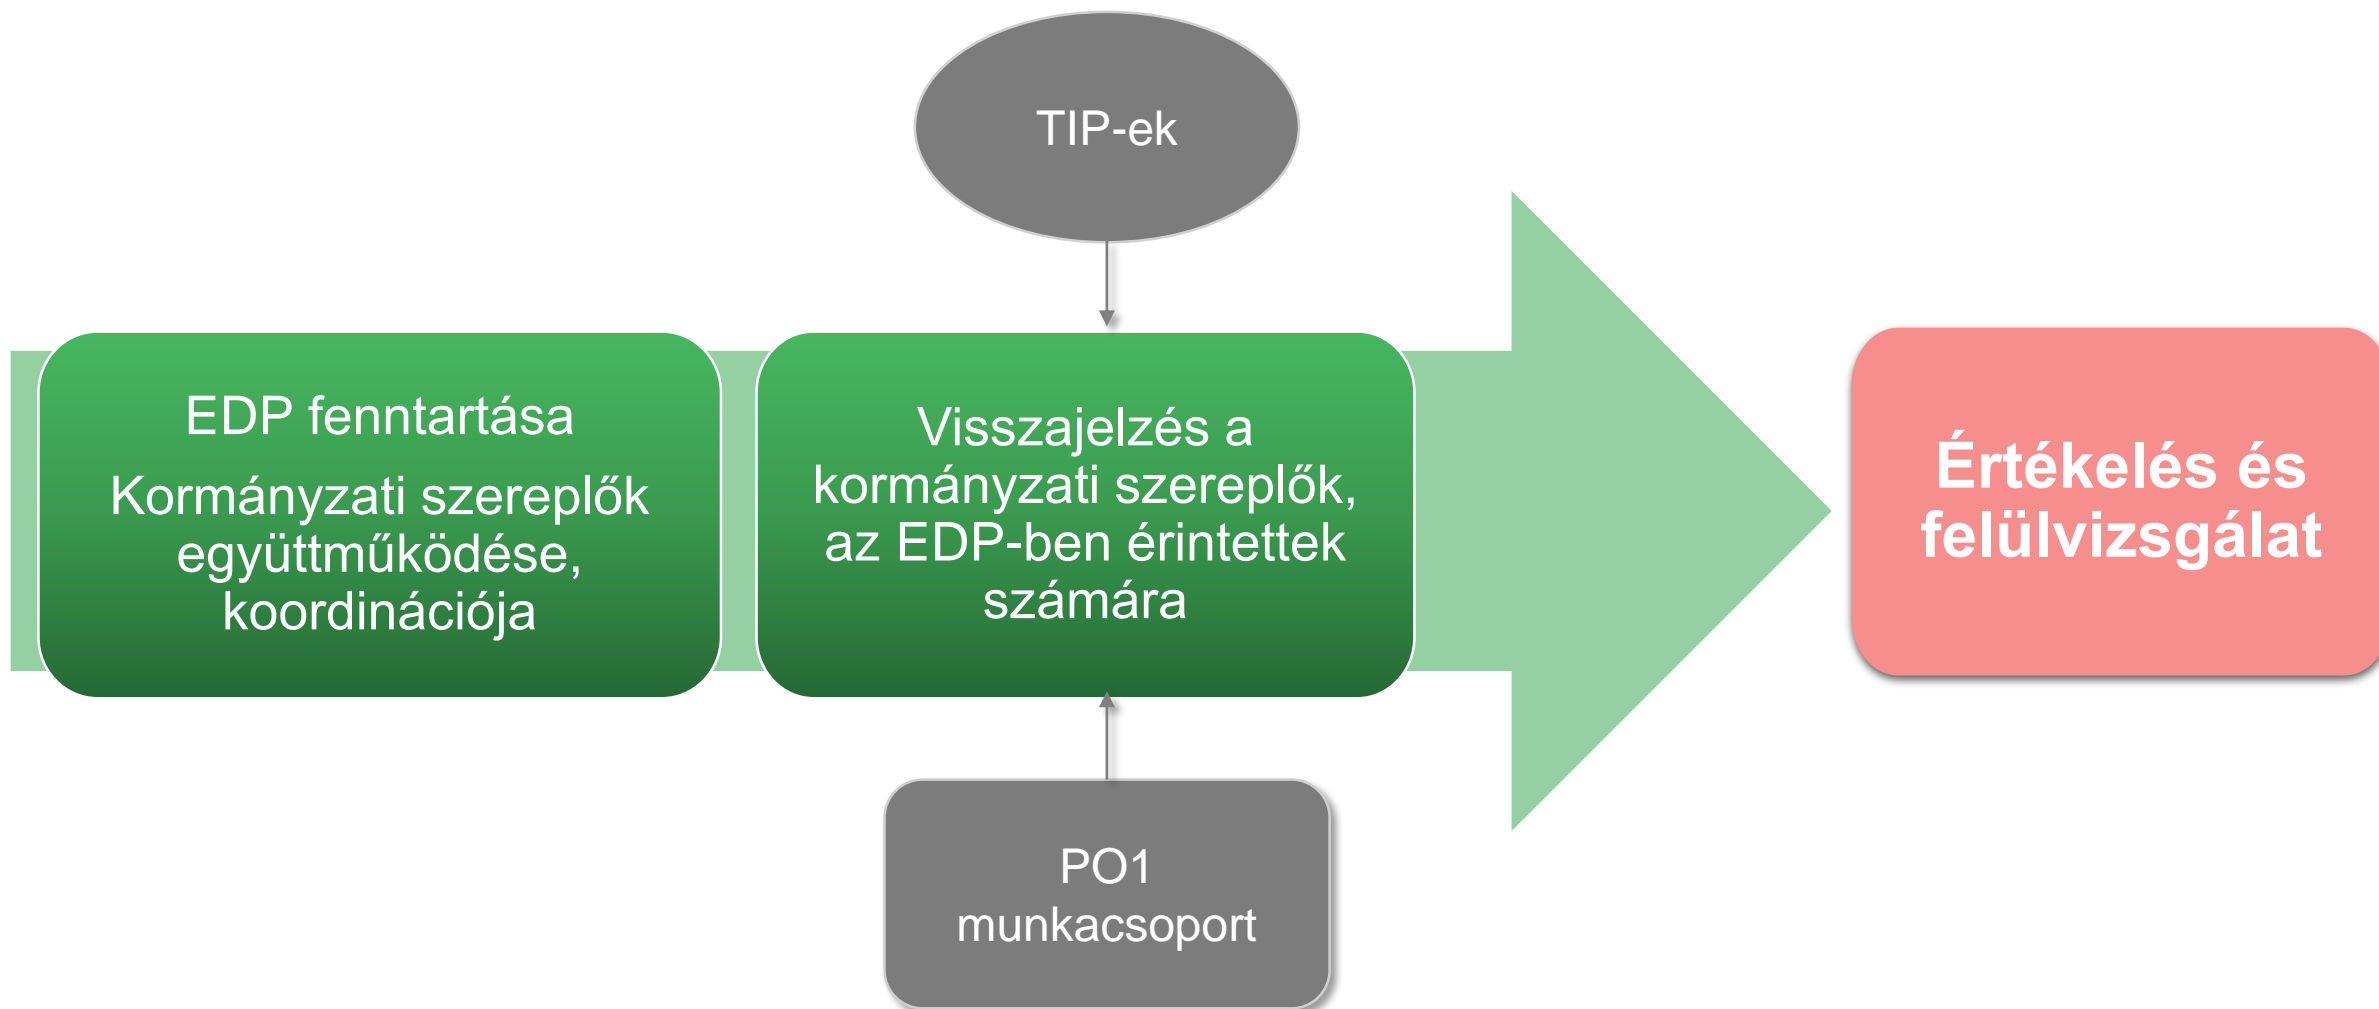 TIP-ek
EDP fenntartása
Kormányzati szereplők
együttműködése,
koordinációja
Visszajelzés a
kormányzati szereplők,
az EDP-ben érintettek
számára
Értékelés és
felülvizsgálat
PO1
munkacsoport